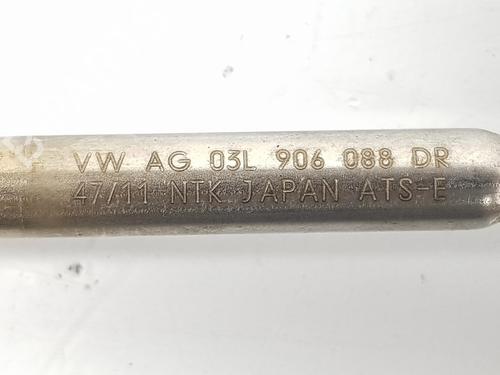 VW AG 03L 906 088 DR
47/11 NTK JAPAN ATS-E